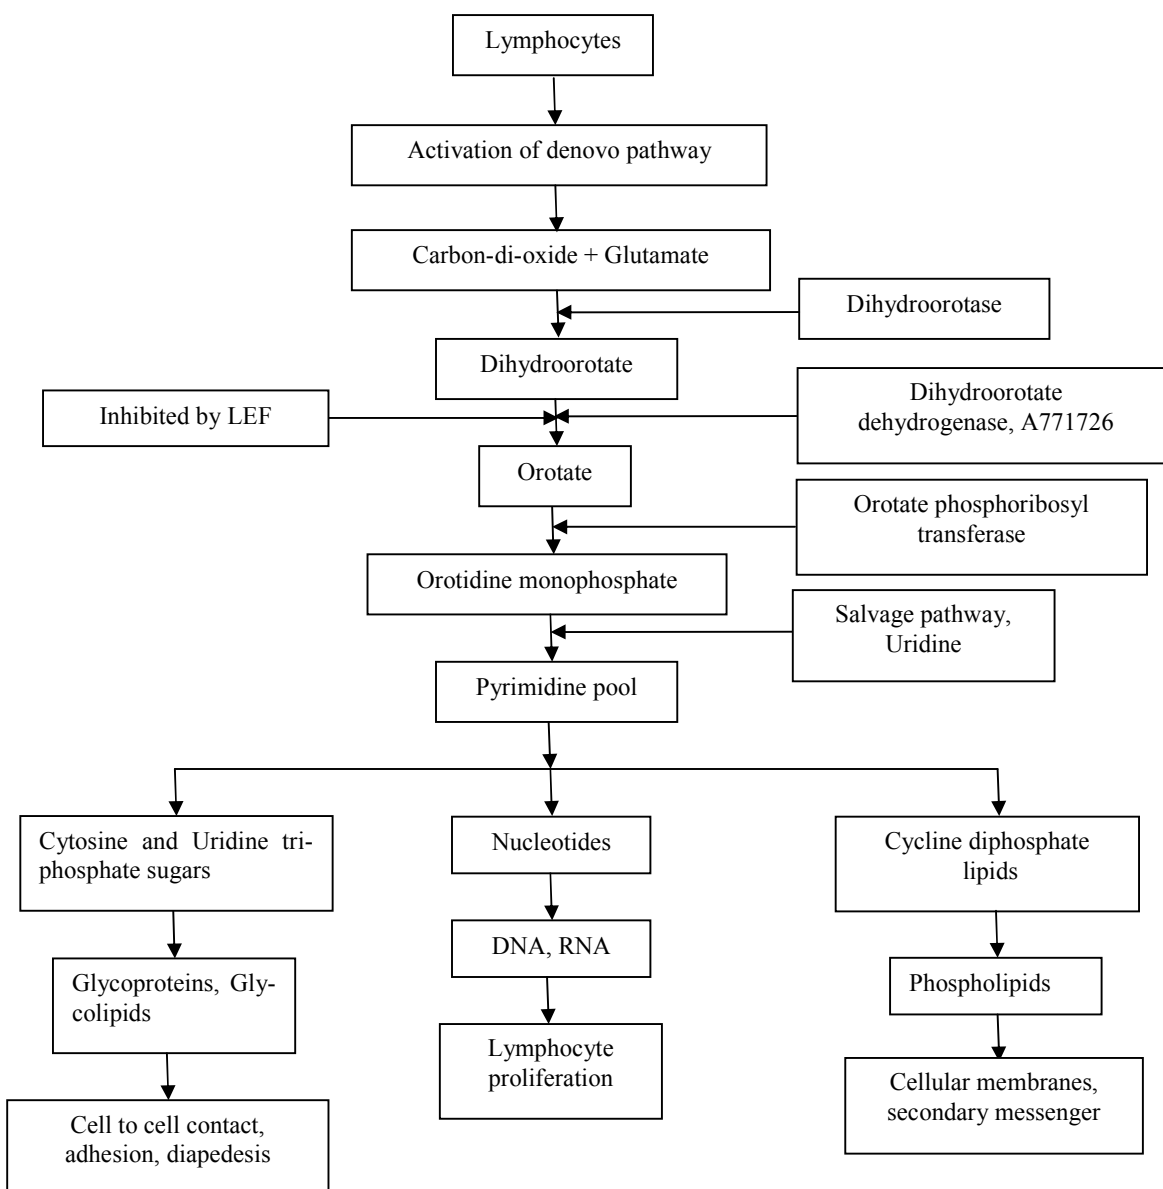 Lymphocytes
Activation of denovo pathway
Carbon-di-oxide + Glutamate
Dihydroorotase
Dihydroorotate
Inhibited by LEF
Dihydroorotate
dehydrogenase, A771726
Orotate
Orotate phosphoribosyl
transferase
Orotidine monophosphate
Salvage pathway,
Uridine
Pyrimidine pool
Cytosine and Uridine tri-
phosphate sugars
Nucleotides
Cycline diphosphate
lipids
DNA, RNA
Glycoproteins, Gly-
colipids
Phospholipids
Lymphocyte
proliferation
Cellular membranes,
secondary messenger
Cell to cell contact,
adhesion, diapedesis